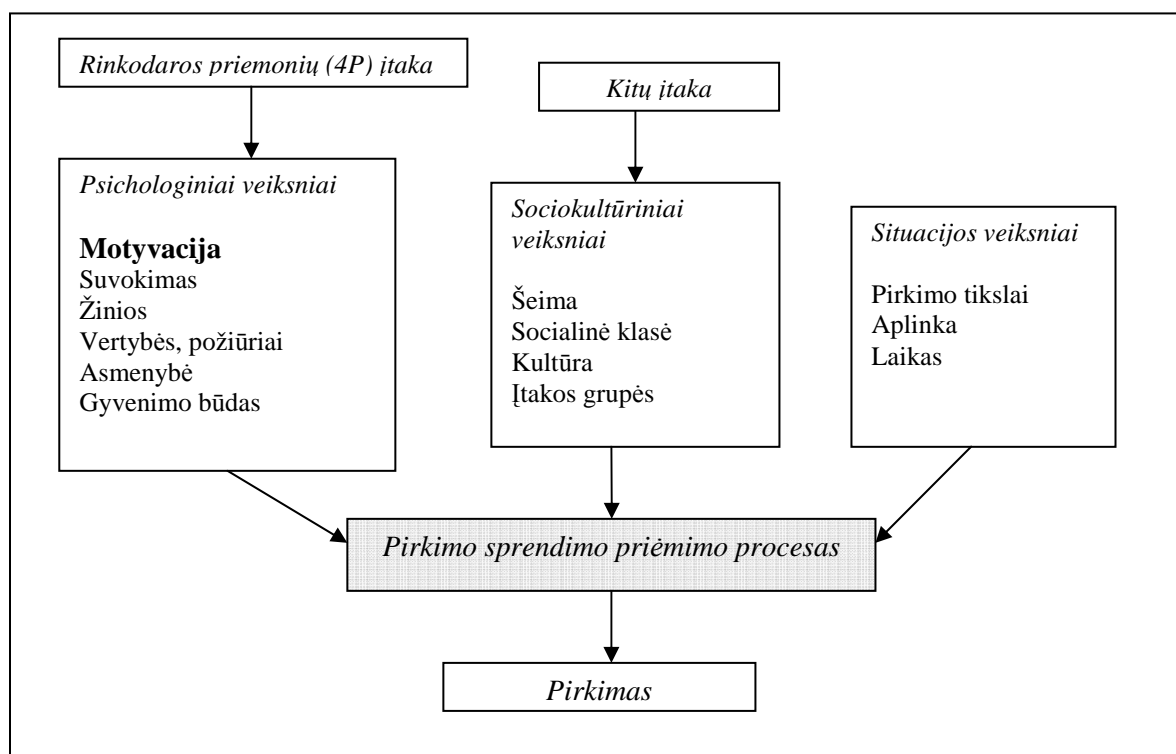 Rinkodaros priemonių (4P) įtaka
Kitų įtaka
Psichologiniai veiksniai
Motyvacija
Suvokimas
Žinios
Vertybės, požiūriai
Asmenybė
Gyvenimo būdas
Sociokultūriniai
veiksniai
Šeima
Socialinė klasė
Kultūra
Įtakos grupės
Situacijos veiksniai
Pirkimo tikslai
Aplinka
Laikas
Pirkimo sprendimo priėmimo procesas
Pirkimas